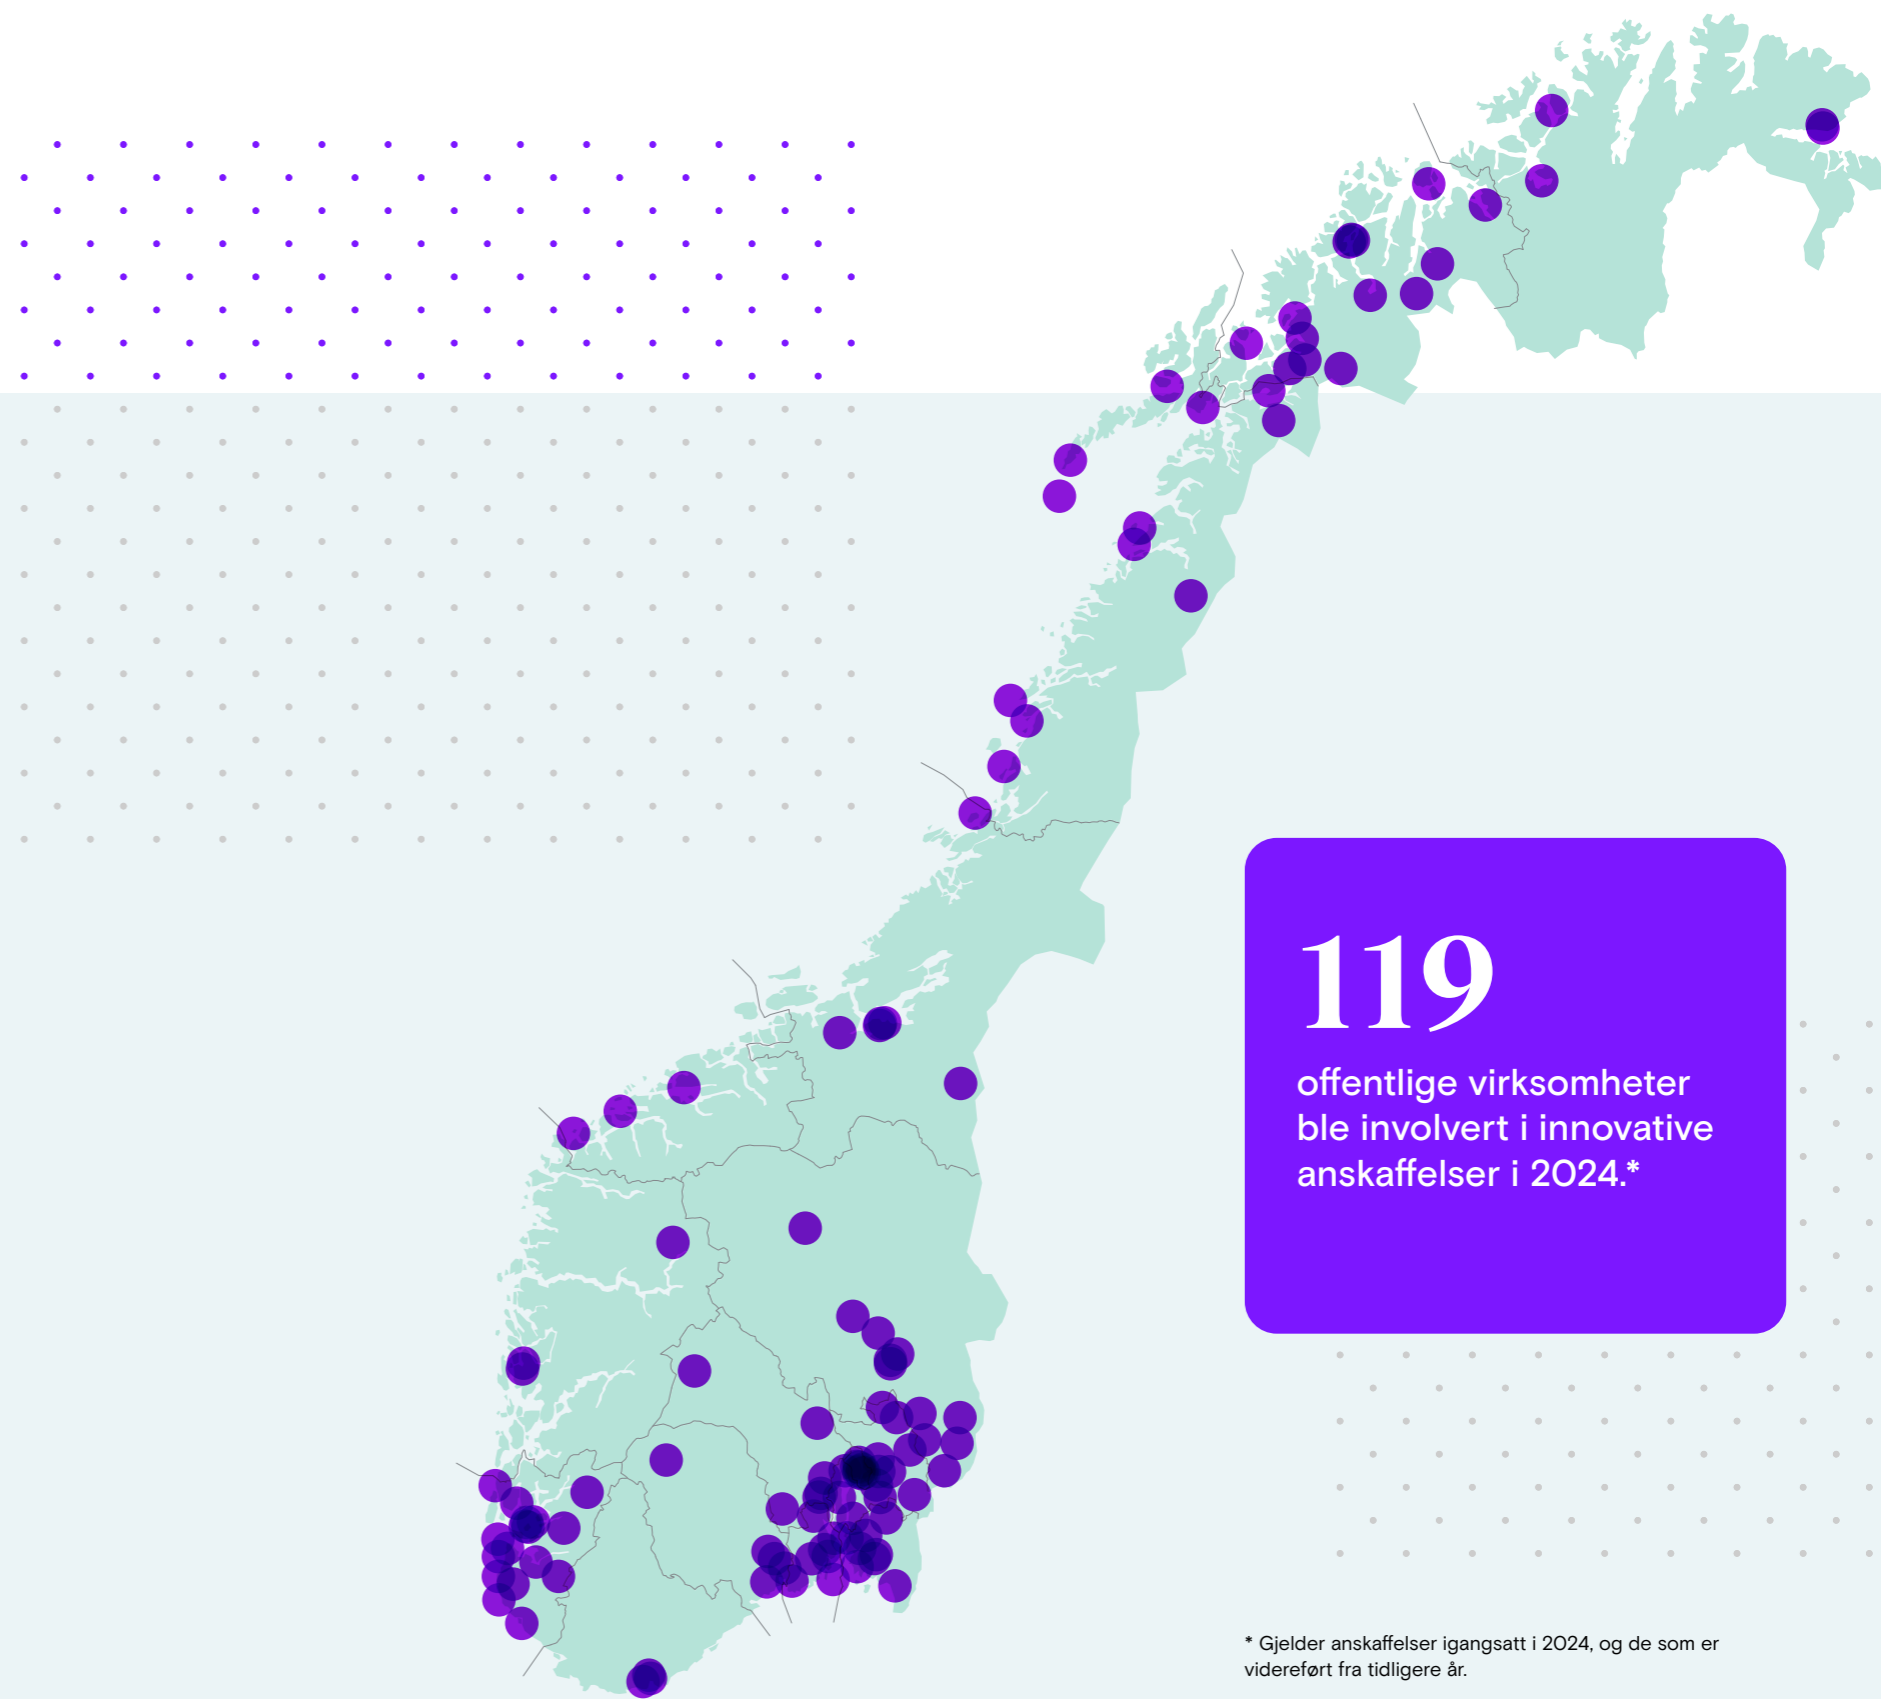 119
offentlige virksomheter
ble involvert i innovative
anskaffelser i 2024.*
* Gjelder anskaffelser igangsatt i 2024, og de som er
videreført fra tidligere år.